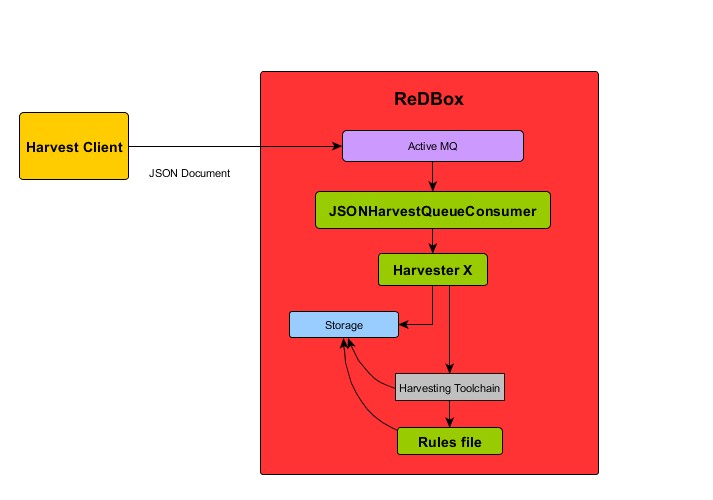 ReDBox
Harvest Client
Active MQ
JSON Document
JSONHarvestQueueConsumer
Harvester X
Storage
Harvesting Toolchain
Rules file